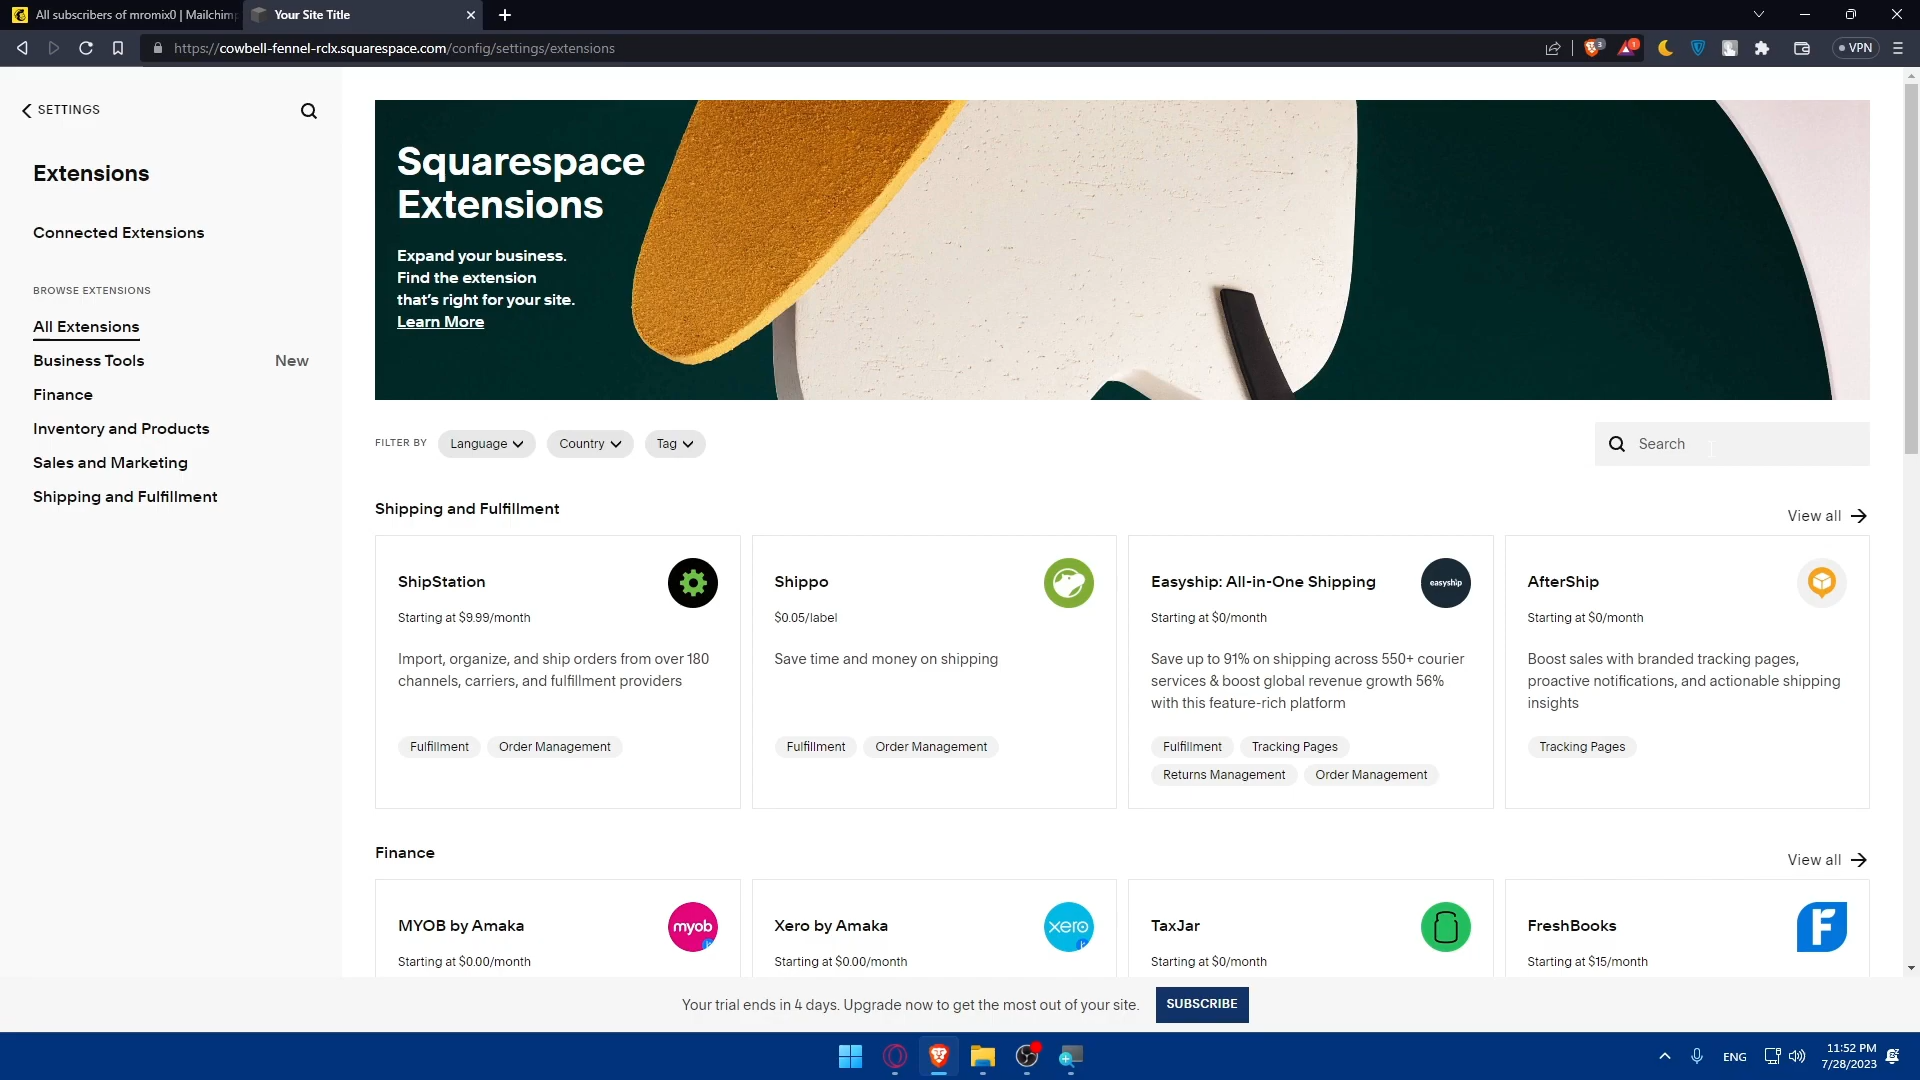 All subscribers of mromix0 | Mailchim
Your Site Title
https://cowbell-fennel-rclx.squarespace.com/config/settings/extensions
3
1
VPN
SETTINGS
Extensions
Connected Extensions
BROWSE EXTENSIONS
All Extensions
Business Tools New
Finance
Inventory and Products
Sales and Marketing
Shipping and Fulfillment
Squarespace
Extensions
Expand your business.
Find the extension
that's right for your site.
Learn More
FILTER BY Language Country Tag
Search
Shipping and Fulfillment
View all
ShipStation
Starting at $9.99/month
Import, organize, and ship orders from over 180
channels, carriers, and fulfillment providers
Fulfillment Order Management
Shippo
$0.05/label
Save time and money on shipping
Fulfillment Order Management
Easyship: All-in-One Shipping
easyship
Starting at $0/month
Save up to 91% on shipping across 550+ courier
services & boost global revenue growth 56%
with this feature-rich platform
Fulfillment Tracking Pages
Returns Management Order Management
AfterShip
Starting at $0/month
Boost sales with branded tracking pages,
proactive notifications, and actionable shipping
insights
Tracking Pages
Finance
View all
MYOB by Amaka
myob
Starting at $0.00/month
Xero by Amaka
xero
Starting at $0.00/month
TaxJar
Starting at $0/month
FreshBooks
F
Starting at $15/month
Your trial ends in 4 days. Upgrade now to get the most out of your site. SUBSCRIBE
ENG
11:52 PM
7/28/2023